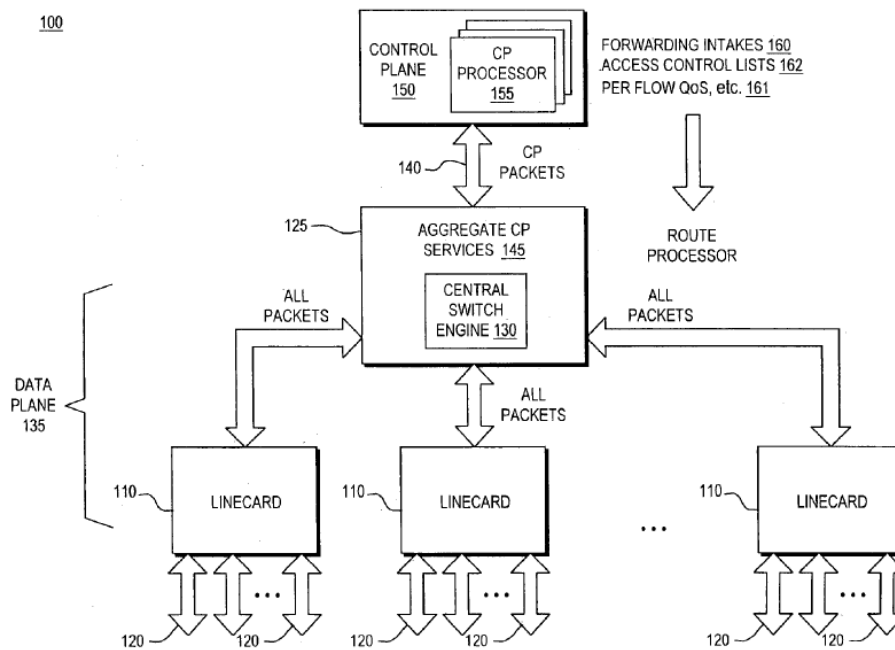 100
CONTROL
PLANE
150
CP
PROCESSOR
155
FORWARDING INTAKES 160
ACCESS CONTROL LISTS 162
PER FLOW QoS, etc. 161
140
CP
PACKETS
125
AGGREGATE CP
SERVICES 145
CENTRAL
SWITCH
ENGINE 130
ROUTE
PROCESSOR
ALL
PACKETS
ALL
PACKETS
ALL
PACKETS
DATA
PLANE
135
110
LINECARD
110
LINECARD
...
110
LINECARD
...
...
...
120
120
120
120
120
120